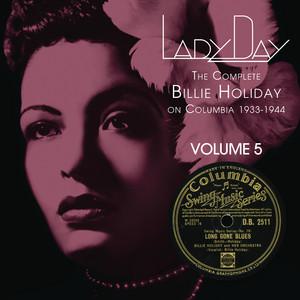 LADY DAY
THE COMPLETE
BILLIE HOLIDAY
ON COLUMBIA 1933-1944
VOLUME 5
Columbia
Swing Music Series
D.B. 2511
LONG GONE BLUES
BILLIE HOLIDAY AND HER ORCHESTRA